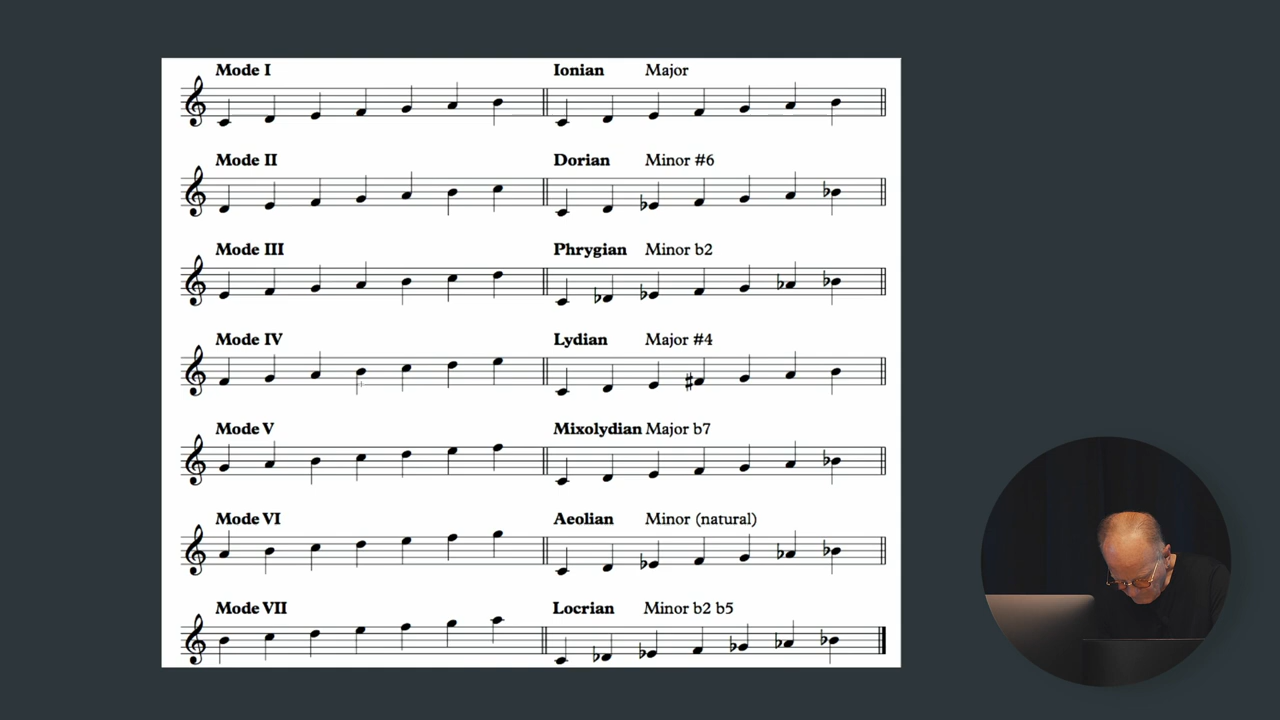 Mode I Ionian Major
Mode II Dorian Minor #6
Mode III Phrygian Minor b2
Mode IV Lydian Major #4
Mode V Mixolydian Major b7
Mode VI Aeolian Minor (natural)
Mode VII Locrian Minor b2 b5